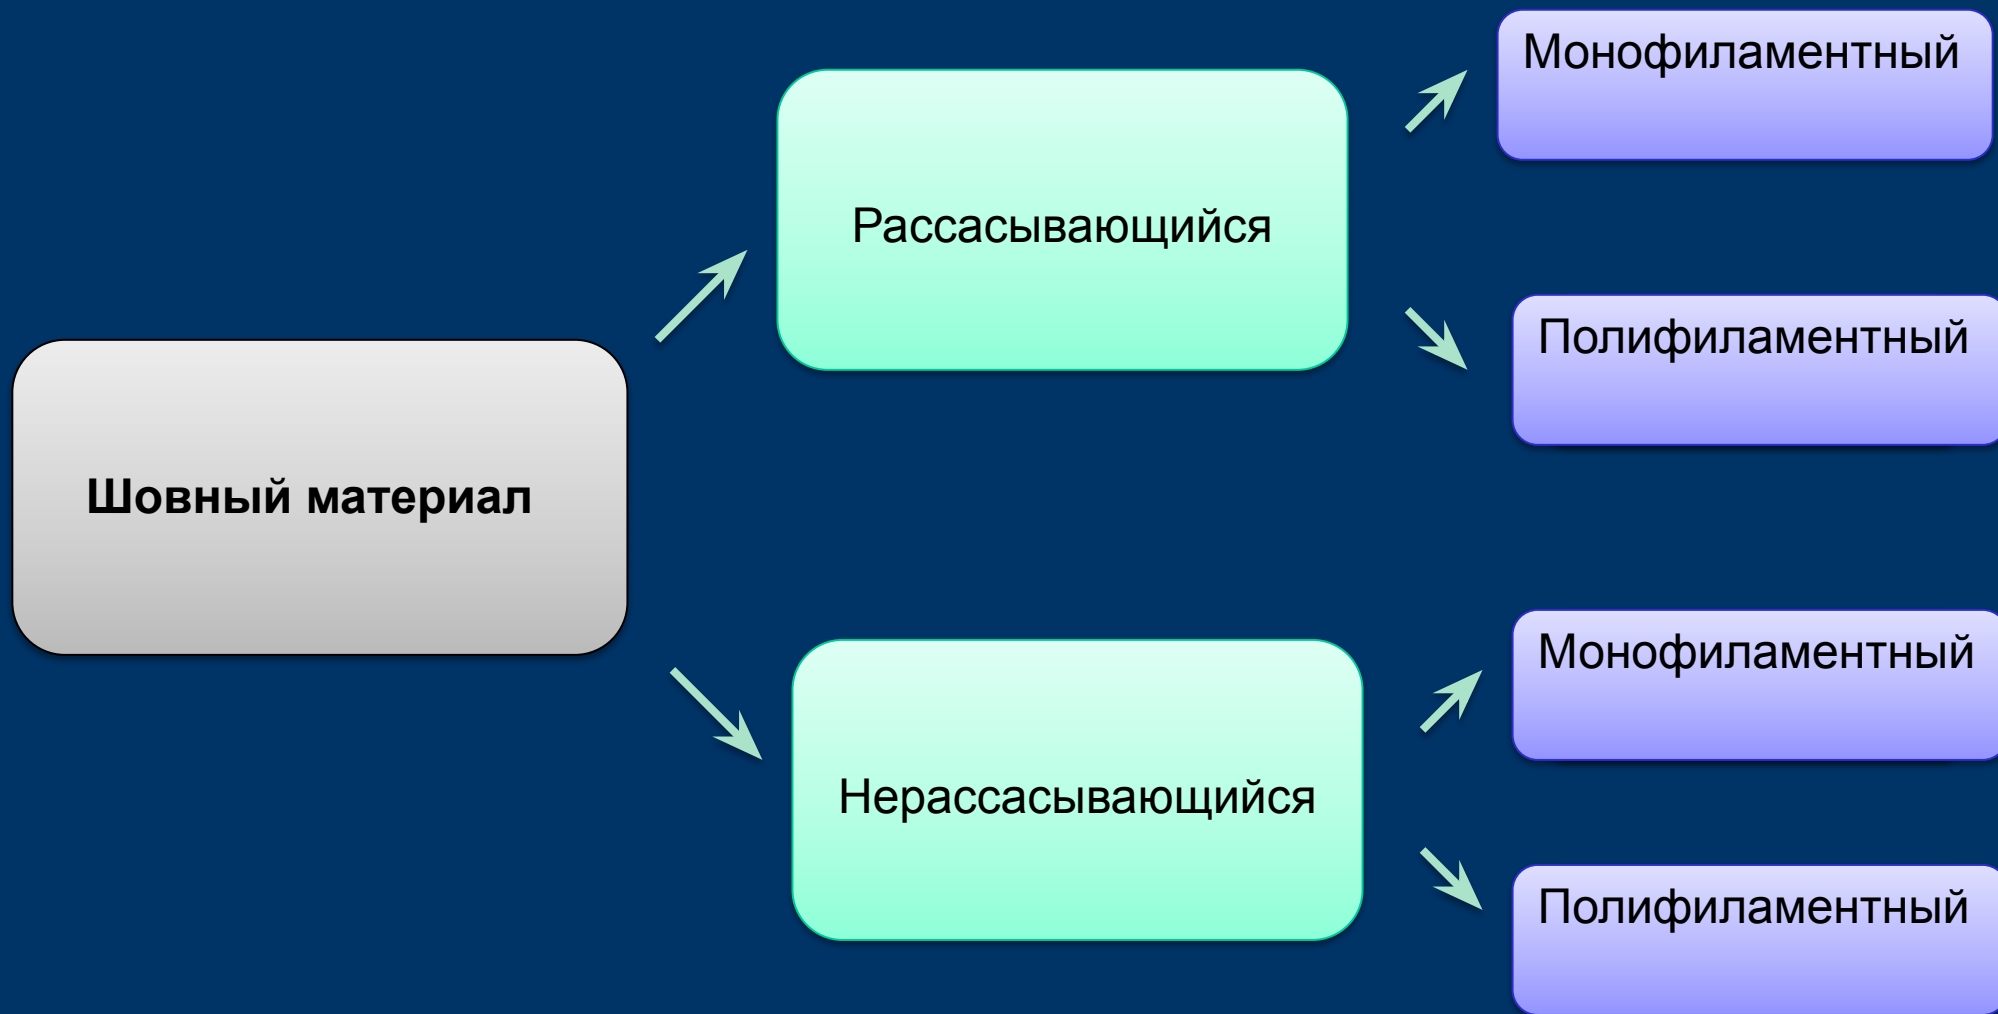 Монофиламентный
Рассасывающийся
Полифиламентный
Шовный материал
Монофиламентный
Нерассасывающийся
Полифиламентный